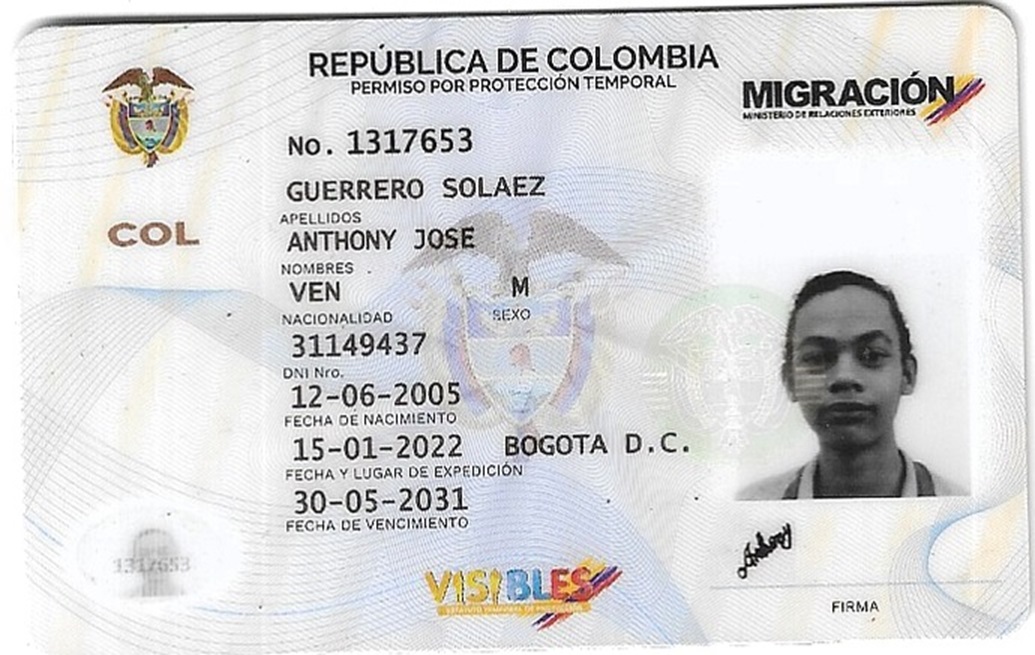 REPÚBLICA DE COLOMBIA
PERMISO POR PROTECCIÓN TEMPORAL
MIGRACIÓN
MINISTERIO DE RELACIONES EXTERIORES
No. 1317653
GUERRERO SOLAEZ
APELLIDOS
COL
ANTHONY JOSE
NOMBRES
VEN M
NACIONALIDAD SEXO
31149437
DNI Nro.
12-06-2005
FECHA DE NACIMIENTO
15-01-2022 BOGOTA D.C.
FECHA Y LUGAR DE EXPEDICIÓN
30-05-2031
FECHA DE VENCIMIENTO
Anthony
1317653
VISIBLES
ESTATUTO TEMPORAL DE PROTECCIÓN
FIRMA